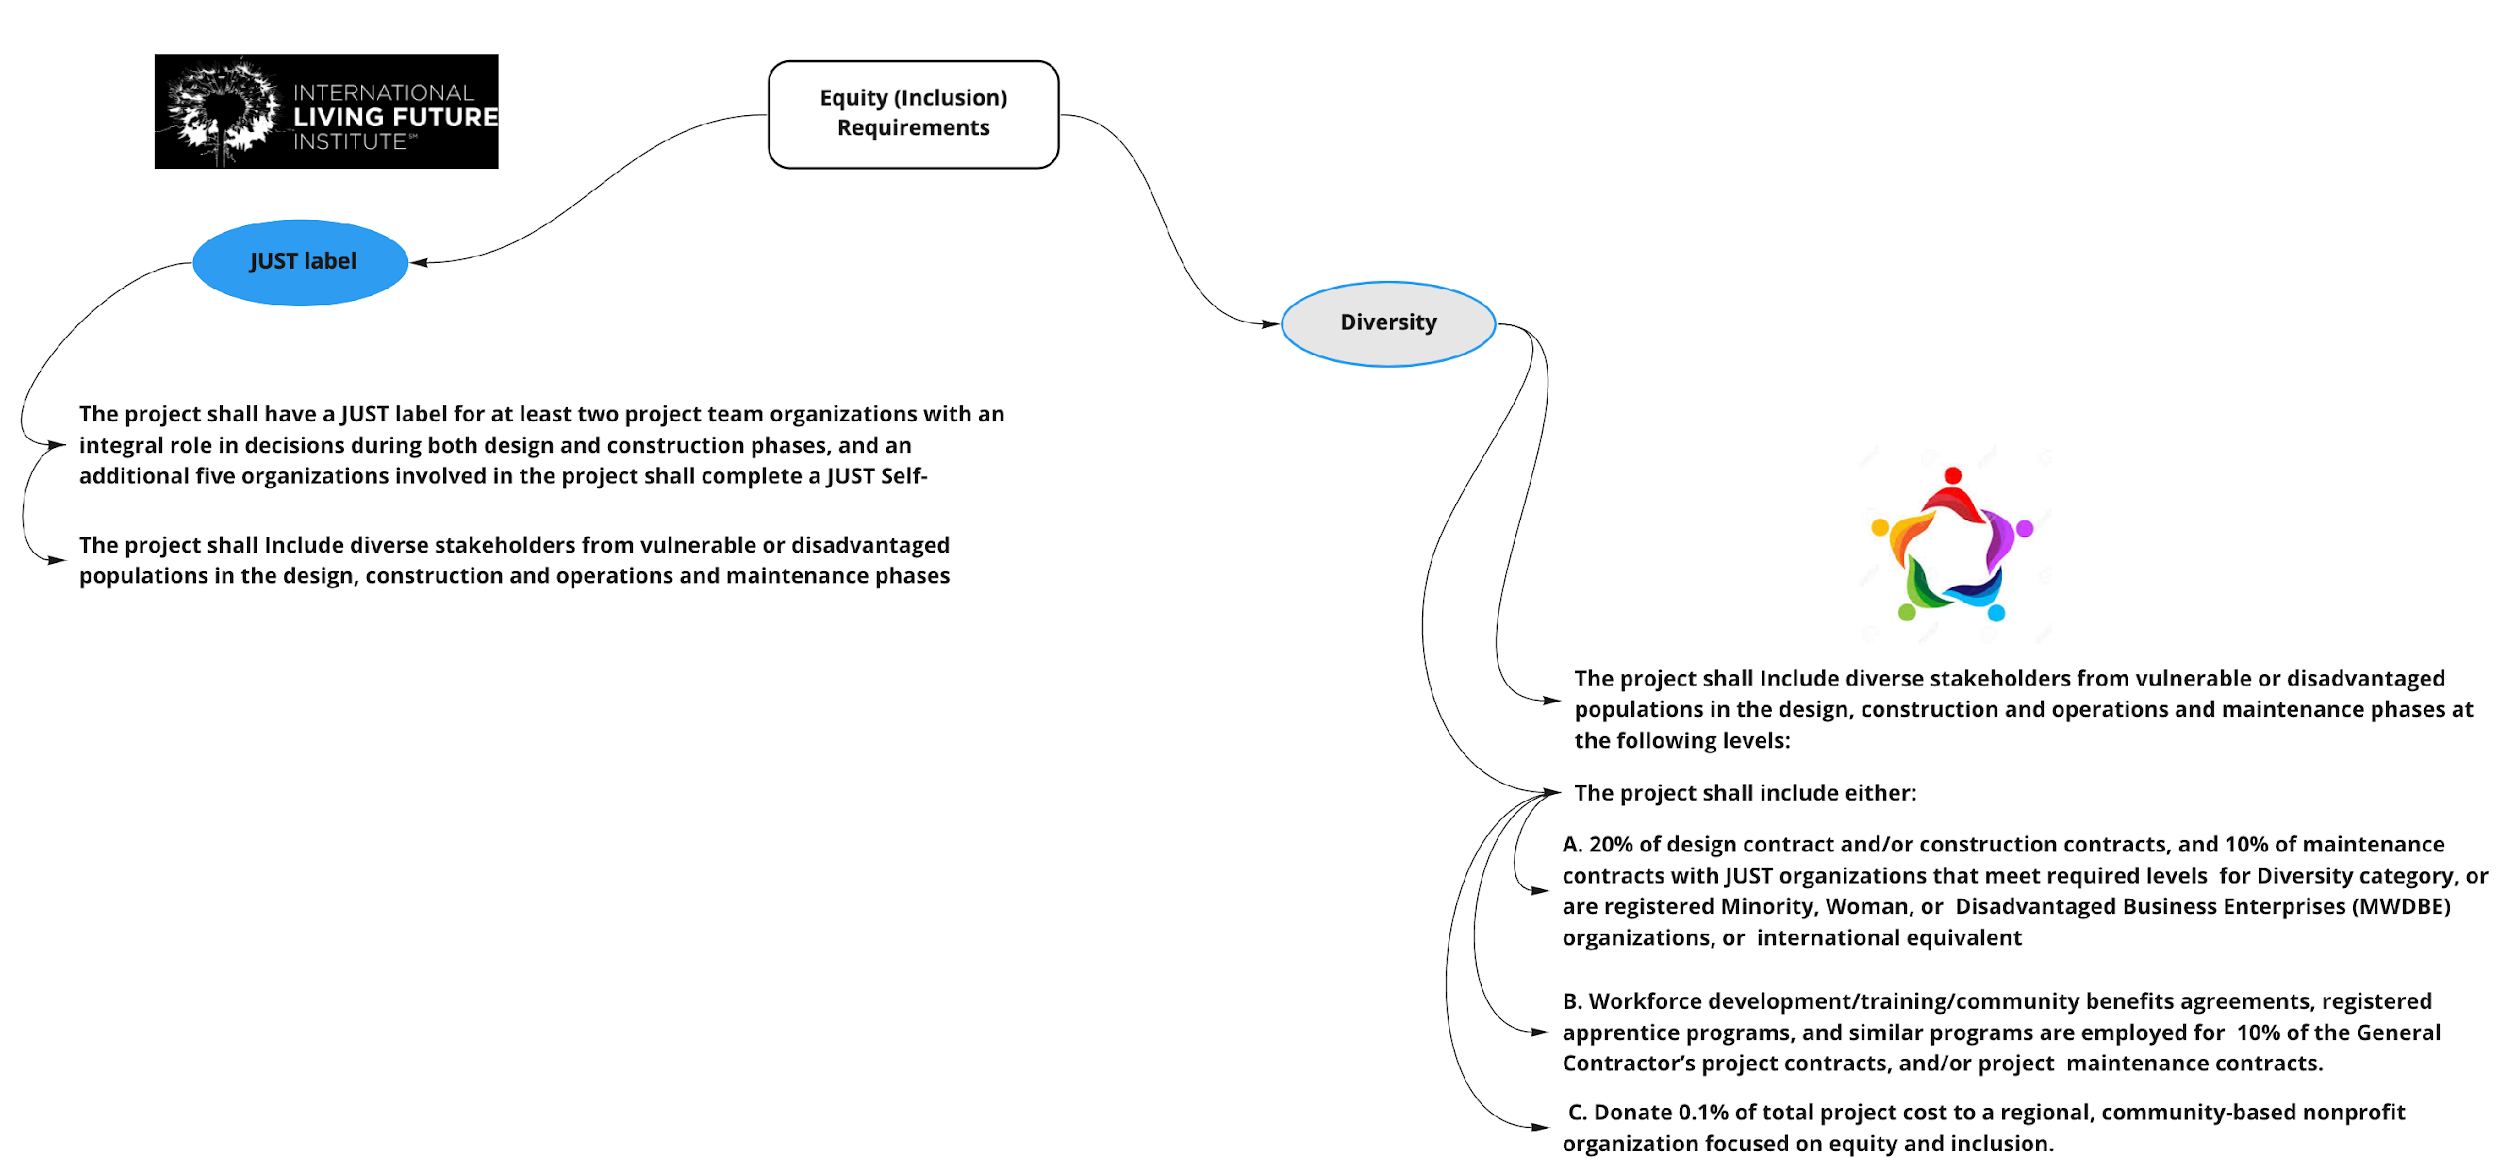 INTERNATIONAL
LIVING FUTURE
INSTITUTE℠
Equity (Inclusion)
Requirements
JUST label
Diversity
The project shall have a JUST label for at least two project team organizations with an
integral role in decisions during both design and construction phases, and an
additional five organizations involved in the project shall complete a JUST Self-
The project shall Include diverse stakeholders from vulnerable or disadvantaged
populations in the design, construction and operations and maintenance phases
The project shall Include diverse stakeholders from vulnerable or disadvantaged
populations in the design, construction and operations and maintenance phases at
the following levels:
The project shall include either:
A. 20% of design contract and/or construction contracts, and 10% of maintenance
contracts with JUST organizations that meet required levels  for Diversity category, or
are registered Minority, Woman, or  Disadvantaged Business Enterprises (MWDBE)
organizations, or  international equivalent
B. Workforce development/training/community benefits agreements, registered
apprentice programs, and similar programs are employed for  10% of the General
Contractor’s project contracts, and/or project  maintenance contracts.
C. Donate 0.1% of total project cost to a regional, community-based nonprofit
organization focused on equity and inclusion.